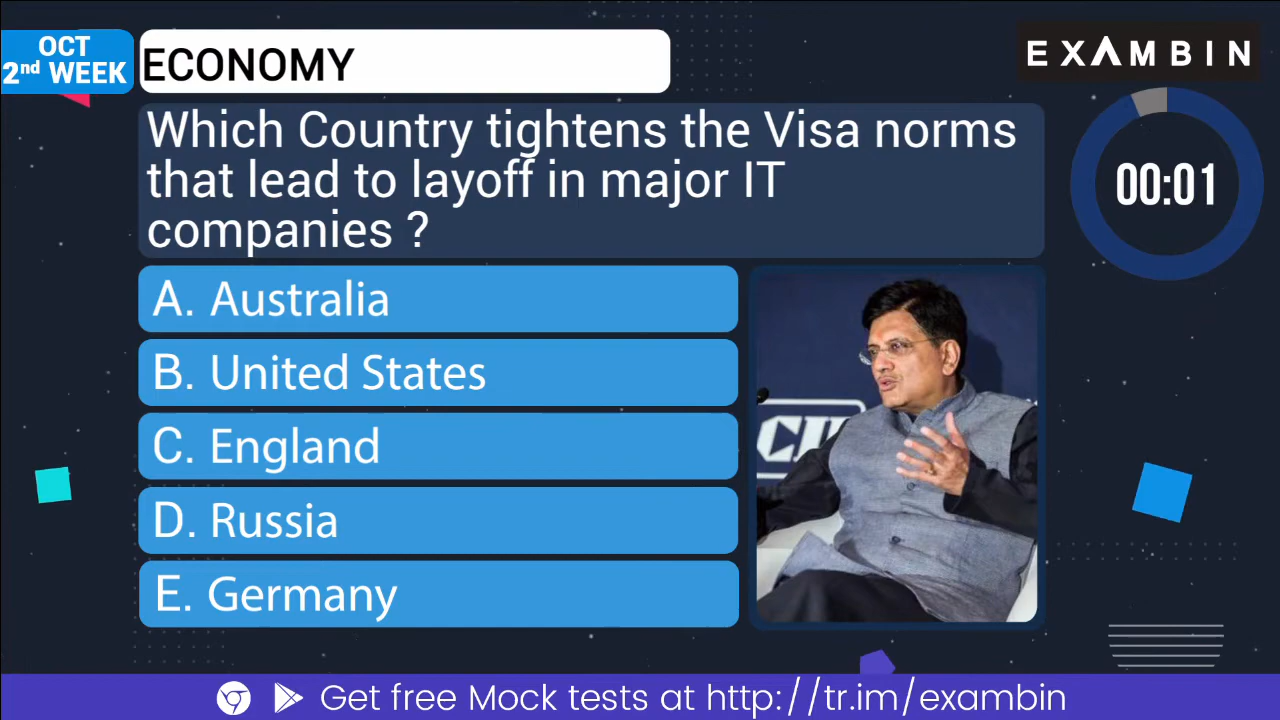 OCT
2nd WEEK
ECONOMY
EXAMBIN
Which Country tightens the Visa norms
that lead to layoff in major IT
companies ?
00:01
A. Australia
B. United States
C. England
D. Russia
E. Germany
Get free Mock tests at http://tr.im/exambin